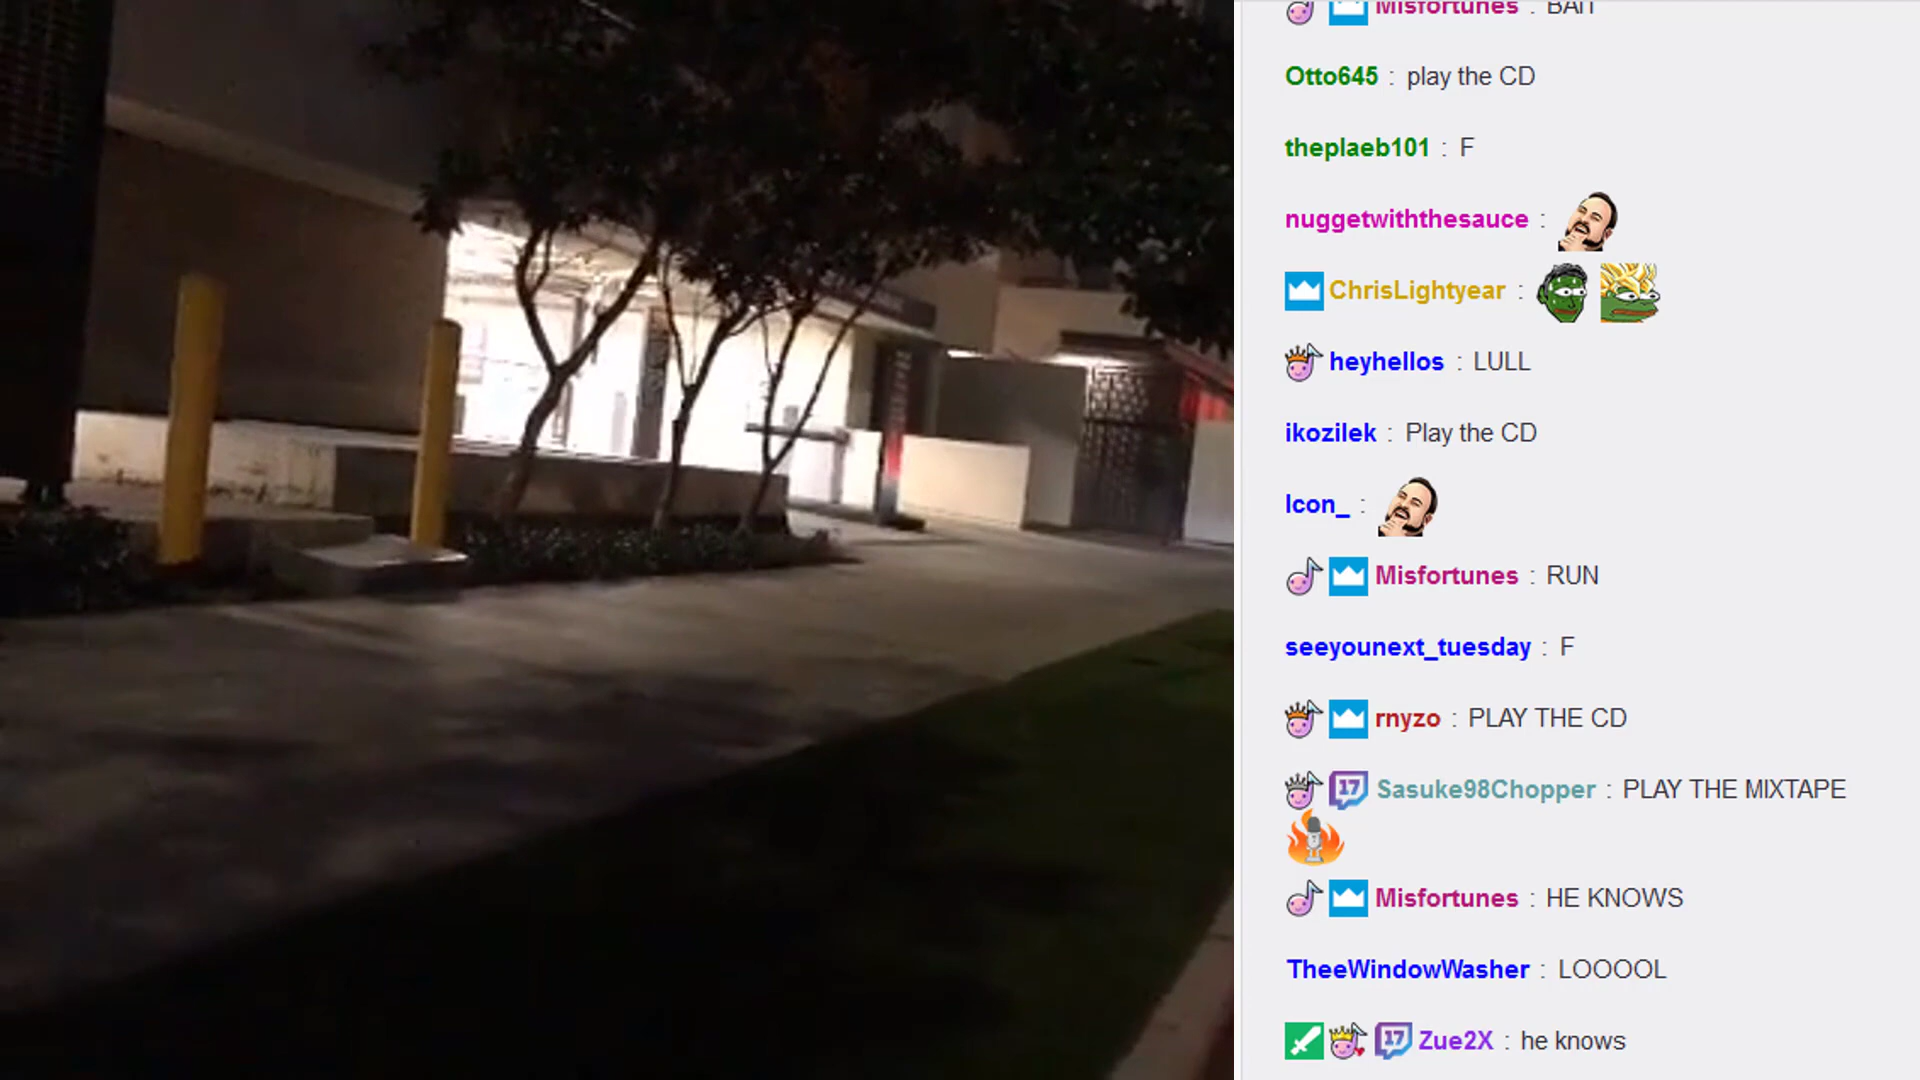 Misfortunes : BAIT
Otto645 : play the CD
theplaeb101 : F
nuggetwiththesauce :
ChrisLightyear :
heyhellos : LULL
ikozilek : Play the CD
Icon_ :
Misfortunes : RUN
seeyounext_tuesday : F
rnyzo : PLAY THE CD
17 Sasuke98Chopper : PLAY THE MIXTAPE
Misfortunes : HE KNOWS
TheeWindowWasher : LOOOOL
17 Zue2X : he knows